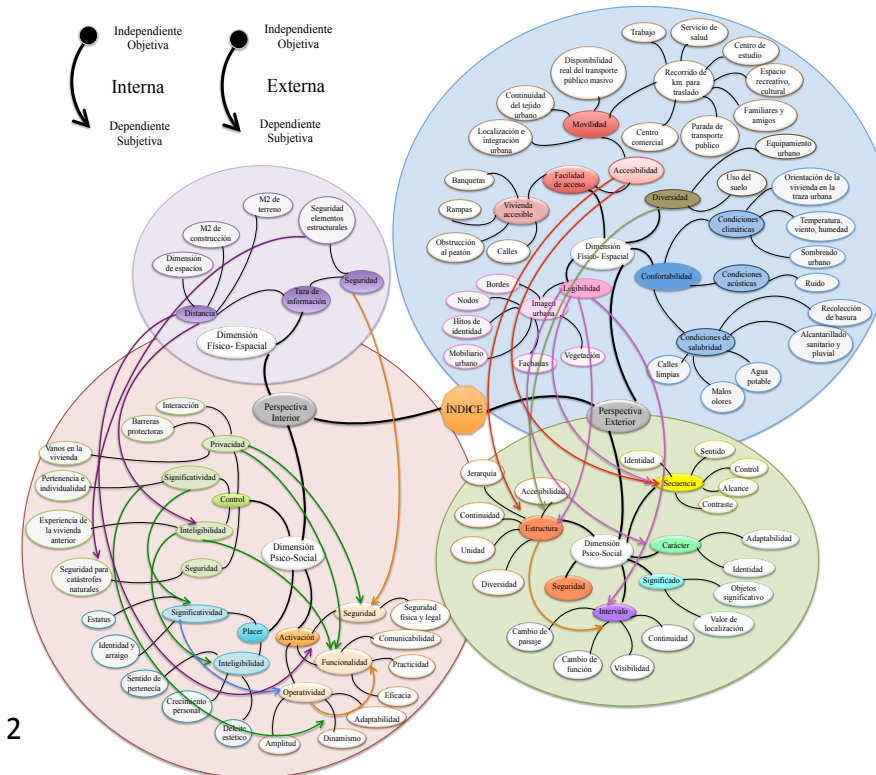 Independiente
Objetiva
Interna
Dependiente
Subjetiva
Independiente
Objetiva
Externa
Dependiente
Subjetiva
M2 de
terreno
M2 de
construcción
Dimensión
de espacios
Seguridad
elementos
estructurales
Distancia
Taza de
información
Seguridad
Dimensión
Físico- Espacial
Trabajo
Servicio de
salud
Centro de
estudio
Espacio
recreativo,
cultural
Familiares y
amigos
Parada de
transporte
publico
Centro
comercial
Recorrido de
km. para
traslado
Disponibilidad
real del transporte
público masivo
Continuidad
del tejido urbano
Localización e
integración
urbana
Movilidad
Accesibilidad
Facilidad
de acceso
Vivienda
accesible
Banquetas
Rampas
Obstrucción
al peatón
Calles
Equipamiento
urbano
Uso del
suelo
Diversidad
Orientación de la
vivienda en la
traza urbana
Condiciones
climáticas
Temperatura,
viento, humedad
Sombreado
urbano
Dimensión
Físico- Espacial
Confortabilidad
Condiciones
acústicas
Ruido
Recolección
de basura
Condiciones de
salubridad
Alcantarillado
sanitario y
pluvial
Agua
potable
Malos
olores
Calles
limpias
Legibilidad
Imagen
urbana
Bordes
Nodos
Hitos de
identidad
Mobiliario
urbano
Fachadas
Vegetación
Perspectiva
Interior
ÍNDICE
Perspectiva
Exterior
Interacción
Barreras
protectoras
Vanos en la
vivienda
Privacidad
Pertenencia e
individualidad
Significatividad
Control
Experiencia de
la vivienda
anterior
Inteligibilidad
Seguridad para
catástrofes
naturales
Seguridad
Dimensión
Psico-Social
Estatus
Significatividad
Placer
Identidad y
arraigo
Inteligibilidad
Sentido de
pertenecía
Crecimiento
personal
Deleite
estético
Activación
Seguridad
Seguridad
física y legal
Funcionalidad
Comunicabilidad
Practicidad
Eficacia
Adaptabilidad
Operatividad
Amplitud
Dinamismo
Jerarquía
Accesibilidad
Continuidad
Estructura
Unidad
Diversidad
Seguridad
Dimensión
Psico-Social
Identidad
Sentido
Secuencia
Control
Alcance
Contraste
Carácter
Adaptabilidad
Identidad
Significado
Objetos
significativo
Valor de
localización
Intervalo
Cambio de
paisaje
Cambio de
función
Visibilidad
Continuidad
2